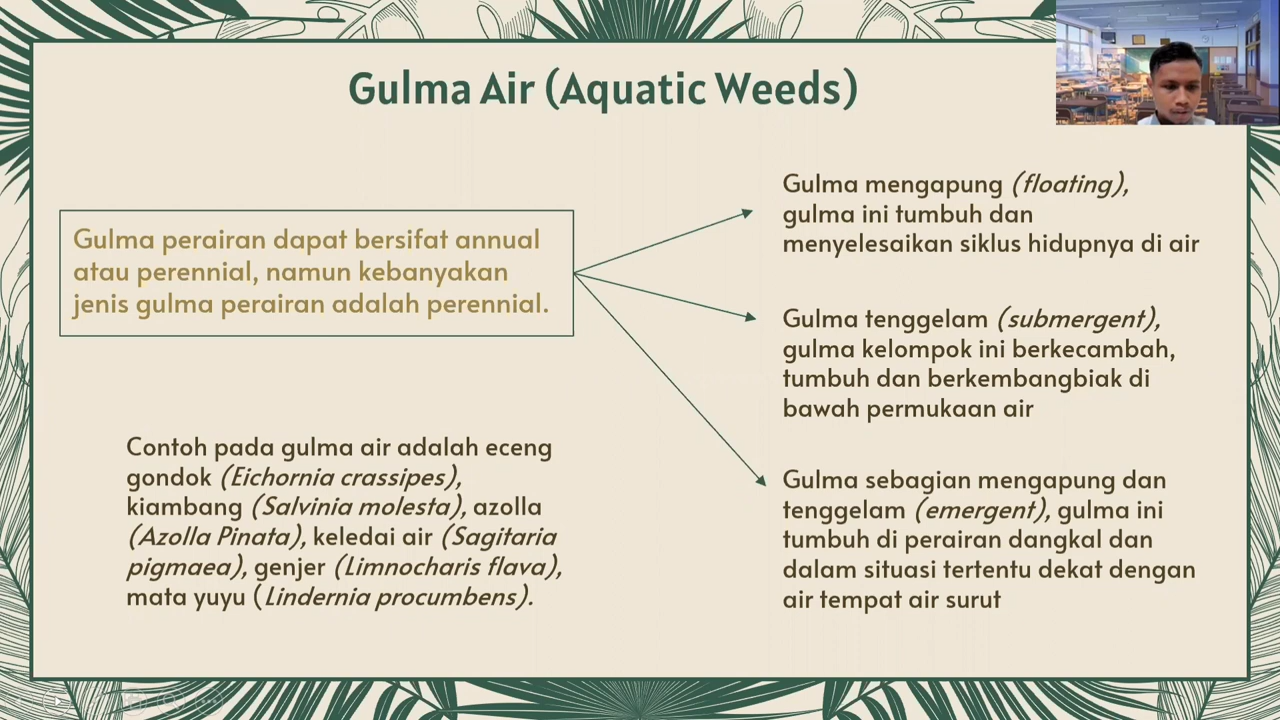 Gulma Air (Aquatic Weeds)
Gulma perairan dapat bersifat annual
atau perennial, namun kebanyakan
jenis gulma perairan adalah perennial.
Contoh pada gulma air adalah eceng
gondok (Eichornia crassipes),
kiambang (Salvinia molesta), azolla
(Azolla Pinata), keledai air (Sagitaria
pigmaea), genjer (Limnocharis flava),
mata yuyu (Lindernia procumbens).
Gulma mengapung (floating),
gulma ini tumbuh dan
menyelesaikan siklus hidupnya di air
Gulma tenggelam (submergent),
gulma kelompok ini berkecambah,
tumbuh dan berkembangbiak di
bawah permukaan air
Gulma sebagian mengapung dan
tenggelam (emergent), gulma ini
tumbuh di perairan dangkal dan
dalam situasi tertentu dekat dengan
air tempat air surut